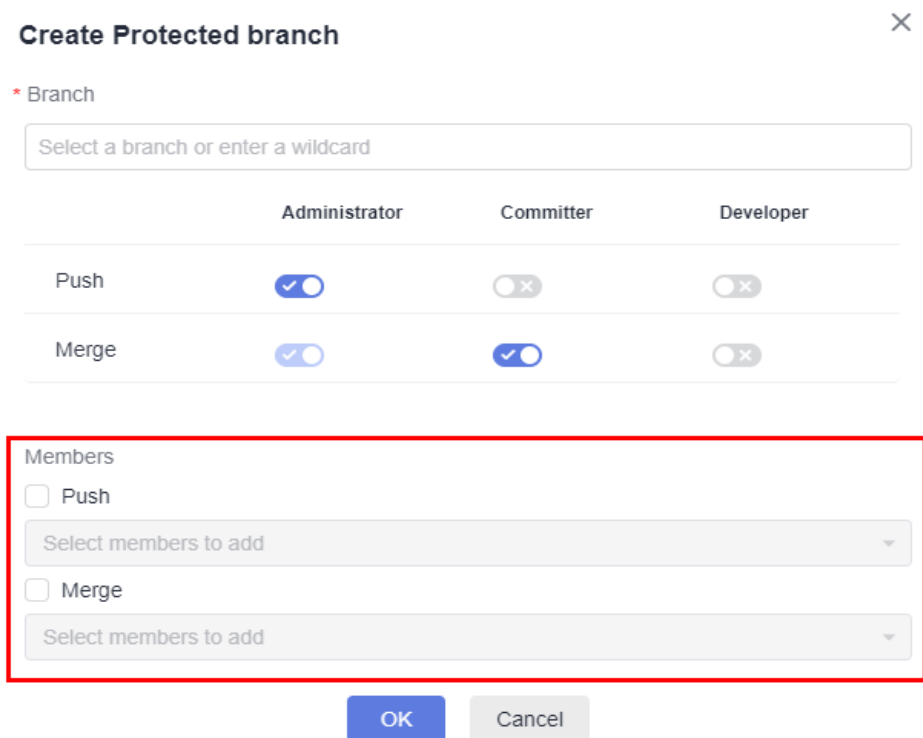 Create Protected branch
* Branch
Select a branch or enter a wildcard
Administrator Committer Developer
Push
Merge
Members
Push
Select members to add
Merge
Select members to add
OK Cancel